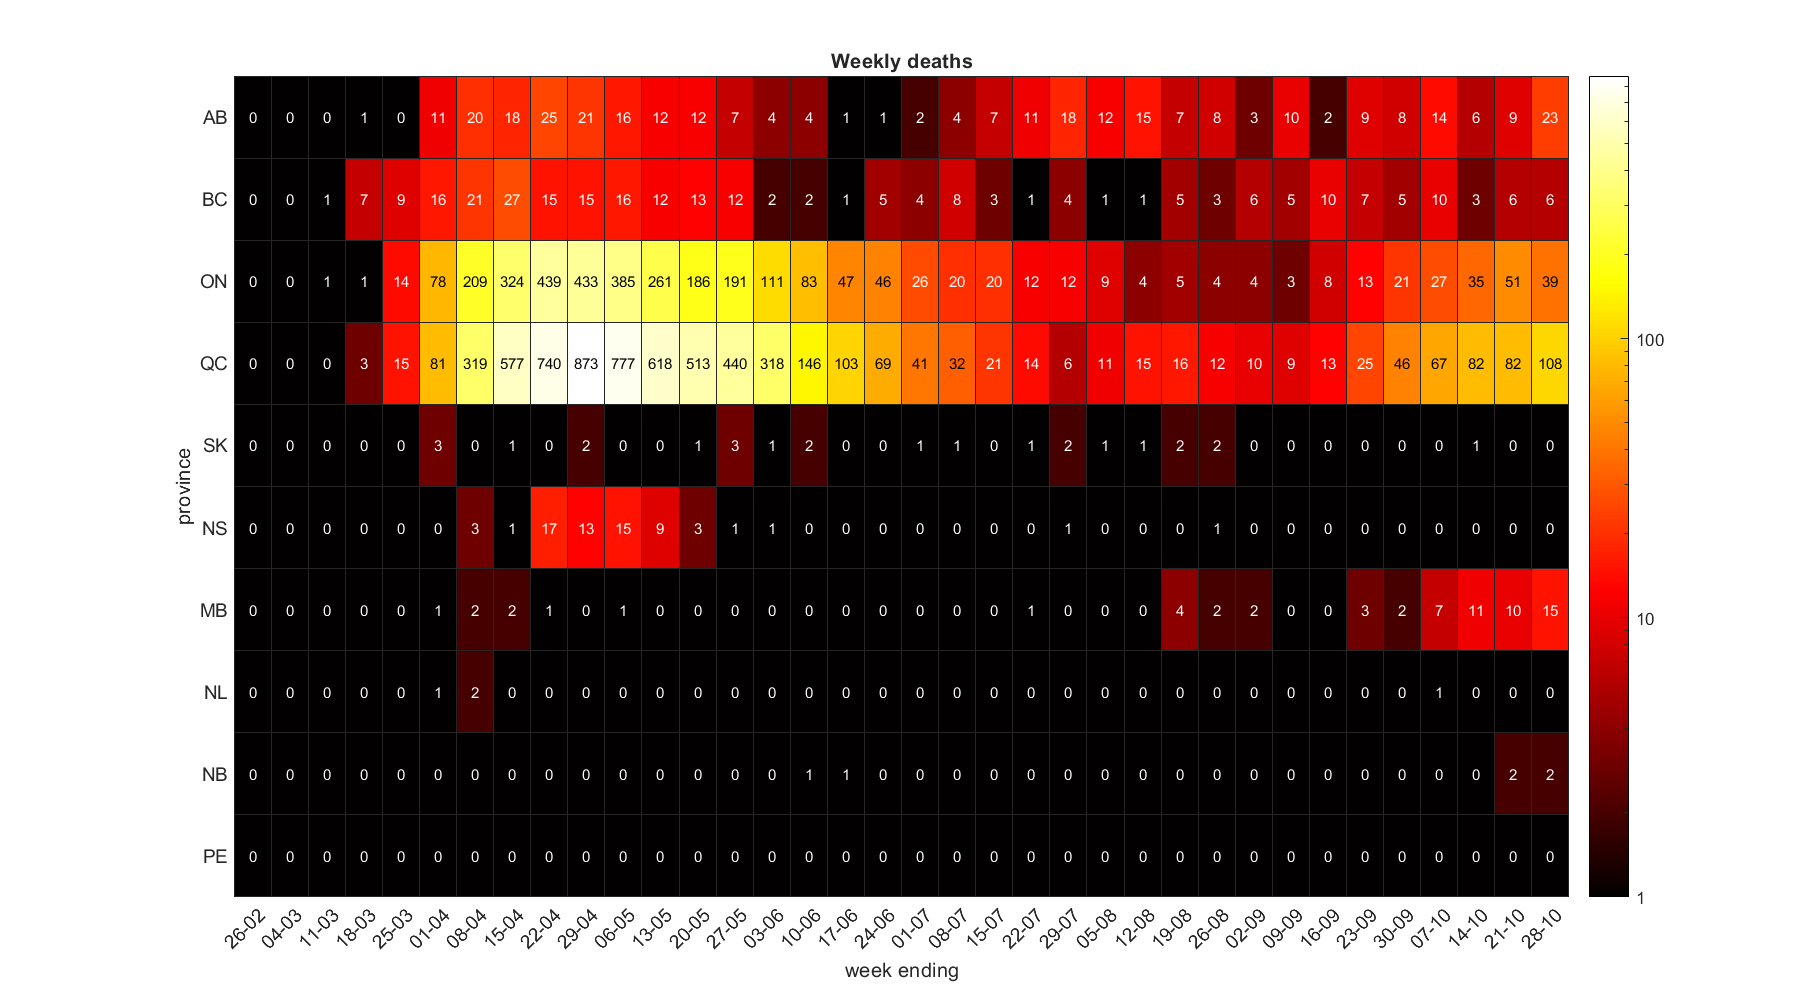 Weekly deaths
AB 0 0 0 1 0 11 20 18 25 21 16 12 12 7 4 4 1 1 2 4 7 11 18 12 15 7 8 3 10 2 9 8 14 6 9 23
BC 0 0 1 7 9 16 21 27 15 15 16 12 13 12 2 2 1 5 4 8 3 1 4 1 1 5 3 6 5 10 7 5 10 3 6 6
ON 0 0 1 1 14 78 209 324 439 433 385 261 186 191 111 83 47 46 26 20 20 12 12 9 4 5 4 4 3 8 13 21 27 35 51 39
QC 0 0 0 3 15 81 319 577 740 873 777 618 513 440 318 146 103 69 41 32 21 14 6 11 15 16 12 10 9 13 25 46 67 82 82 108
SK 0 0 0 0 0 3 0 1 0 2 0 0 1 3 1 2 0 0 1 1 0 1 2 1 1 2 2 0 0 0 0 0 0 1 0 0
NS 0 0 0 0 0 0 3 1 17 13 15 9 3 1 1 0 0 0 0 0 0 0 1 0 0 0 1 0 0 0 0 0 0 0 0 0
MB 0 0 0 0 0 1 2 2 1 0 1 0 0 0 0 0 0 0 0 0 0 1 0 0 0 4 2 2 0 0 3 2 7 11 10 15
NL 0 0 0 0 0 1 2 0 0 0 0 0 0 0 0 0 0 0 0 0 0 0 0 0 0 0 0 0 0 0 0 0 1 0 0 0
NB 0 0 0 0 0 0 0 0 0 0 0 0 0 0 0 1 1 0 0 0 0 0 0 0 0 0 0 0 0 0 0 0 0 0 2 2
PE 0 0 0 0 0 0 0 0 0 0 0 0 0 0 0 0 0 0 0 0 0 0 0 0 0 0 0 0 0 0 0 0 0 0 0 0
province
26-02 04-03 11-03 18-03 25-03 01-04 08-04 15-04 22-04 29-04 06-05 13-05 20-05 27-05 03-06 10-06 17-06 24-06 01-07 08-07 15-07 22-07 29-07 05-08 12-08 19-08 26-08 02-09 09-09 16-09 23-09 30-09 07-10 14-10 21-10 28-10
week ending
100
10
1